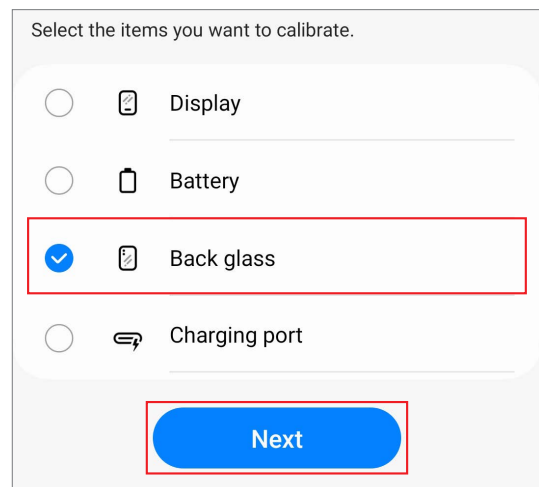 Select the items you want to calibrate.
Display
Battery
Back glass
Charging port
Next